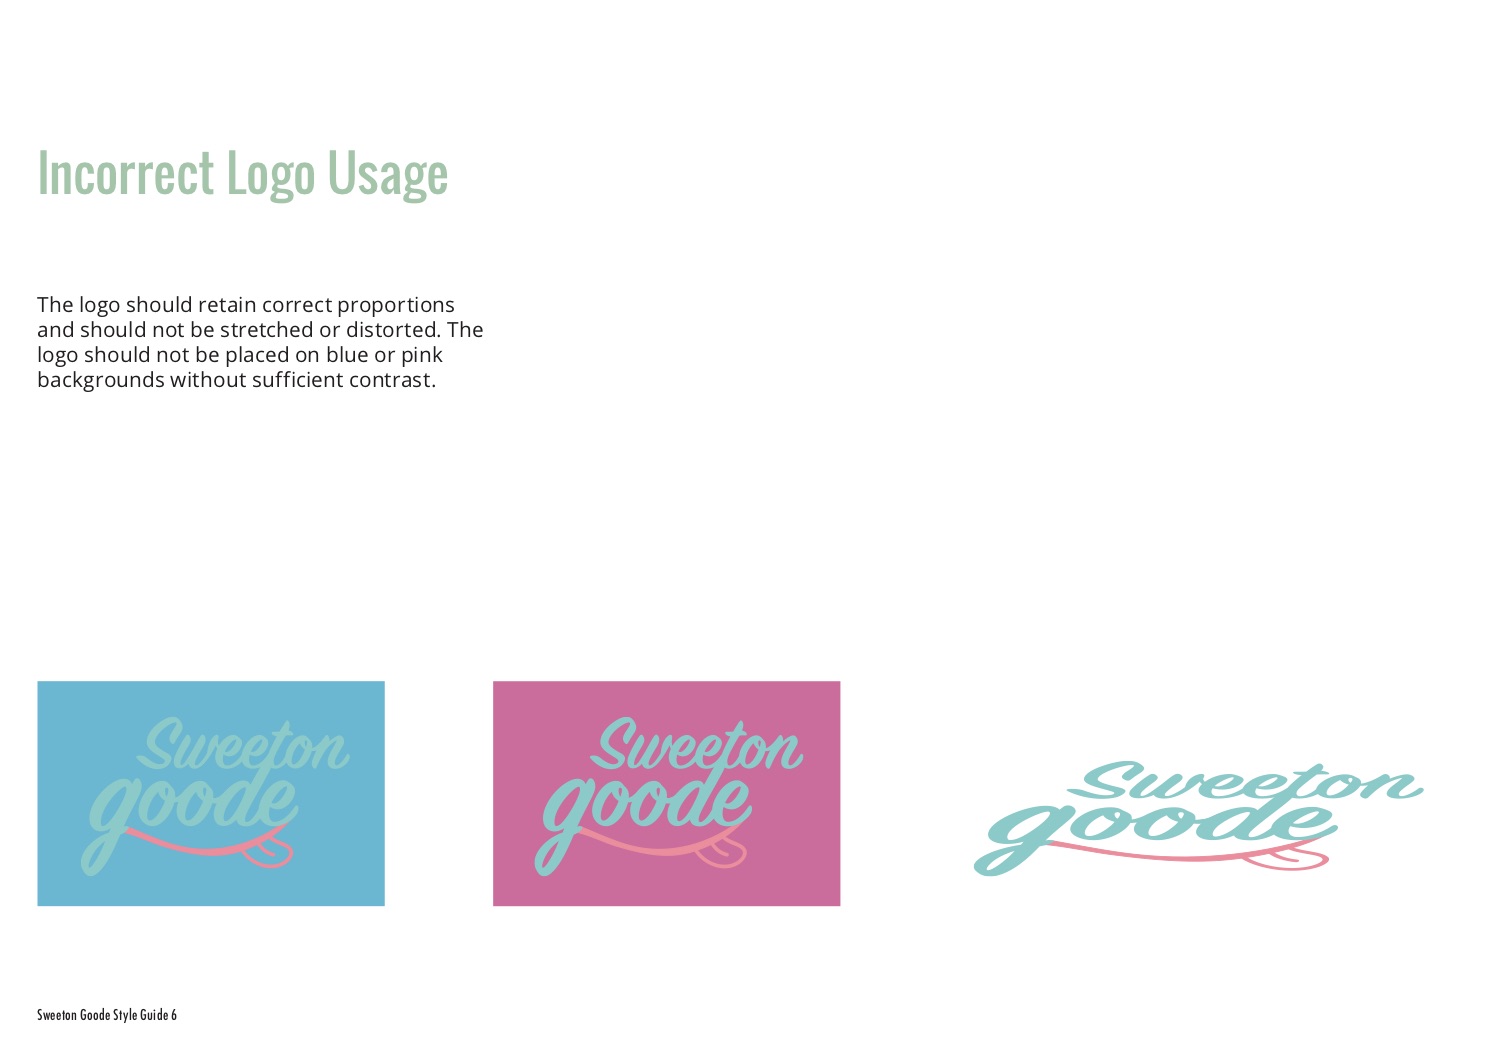 Incorrect Logo Usage
The logo should retain correct proportions
and should not be stretched or distorted. The
logo should not be placed on blue or pink
backgrounds without sufficient contrast.
Sweeton
goode
Sweeton
goode
Sweeton
goode
Sweeton Goode Style Guide 6